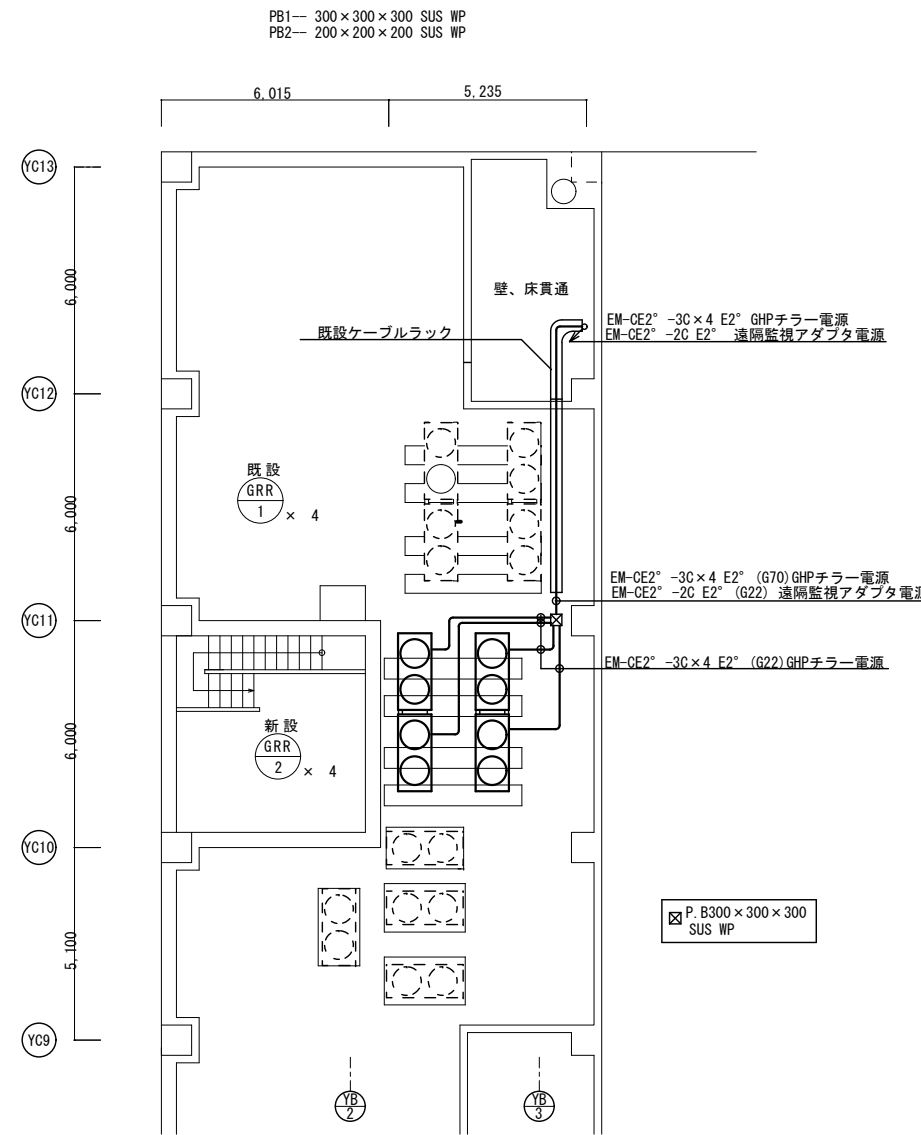 PB1-- 300×300×300 SUS WP
PB2-- 200×200×200 SUS WP
6,015
5,235
YC13
6,000
壁、床貫通
EM-CE2° -3C×4 E2° GHPチラー電源
EM-CE2° -2C E2° 遠隔監視アダプタ電源
既設ケーブルラック
YC12
既設
GRR
1 × 4
6,000
EM-CE2° -3C×4 E2° (G70)GHPチラー電源
EM-CE2° -2C E2° (G22) 遠隔監視アダプタ電源
YC11
EM-CE2° -3C×4 E2° (G22)GHPチラー電源
新設
GRR
2 × 4
6,000
YC10
P.B300×300×300
SUS WP
5,100
YC9
YB
2
YB
3